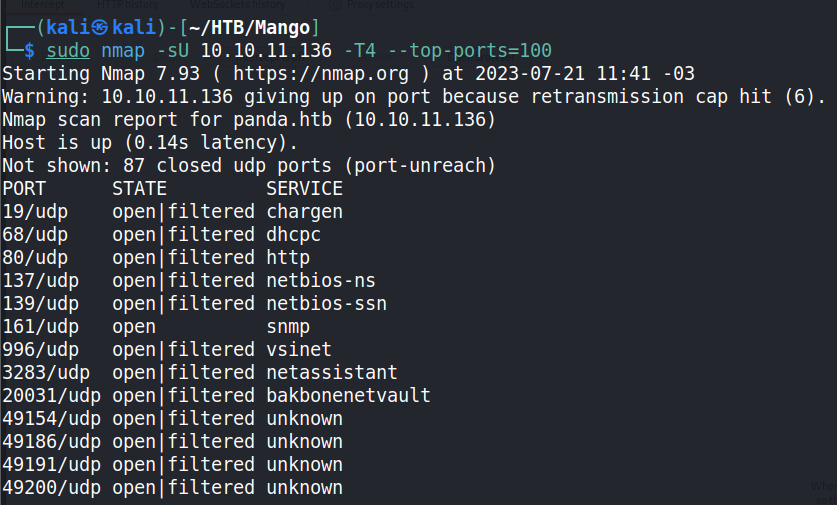 Intercept HTTP history WebSockets history Proxy settings
┌──(kali㉿kali)-[~/HTB/Mango]
└─$ sudo nmap -sU 10.10.11.136 -T4 --top-ports=100
Starting Nmap 7.93 ( https://nmap.org ) at 2023-07-21 11:41 -03
Warning: 10.10.11.136 giving up on port because retransmission cap hit (6).
Nmap scan report for panda.htb (10.10.11.136)
Host is up (0.14s latency).
Not shown: 87 closed udp ports (port-unreach)
PORT      STATE         SERVICE
19/udp    open|filtered chargen
68/udp    open|filtered dhcpc
80/udp    open|filtered http
137/udp   open|filtered netbios-ns
139/udp   open|filtered netbios-ssn
161/udp   open          snmp
996/udp   open|filtered vsinet
3283/udp  open|filtered netassistant
20031/udp open|filtered bakbonenetvault
49154/udp open|filtered unknown
49186/udp open|filtered unknown
49191/udp open|filtered unknown
49200/udp open|filtered unknown